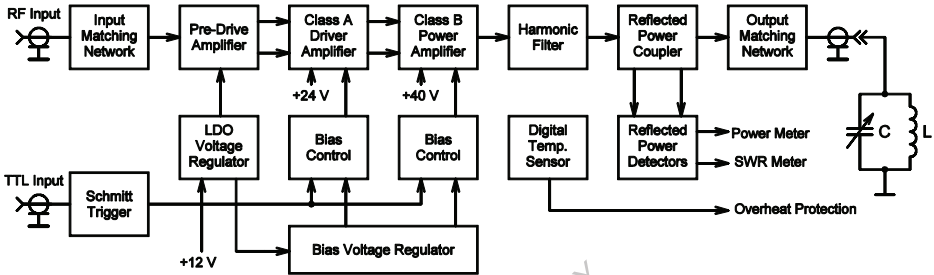 RF Input
Input
Matching
Network
Pre-Drive
Amplifier
Class A
Driver
Amplifier
Class B
Power
Amplifier
Harmonic
Filter
Reflected
Power
Coupler
Output
Matching
Network
+24 V
+40 V
LDO
Voltage
Regulator
Bias
Control
Bias
Control
Digital
Temp.
Sensor
Reflected
Power
Detectors
Power Meter
SWR Meter
C
L
TTL Input
Schmitt
Trigger
Overheat Protection
+12 V
Bias Voltage Regulator